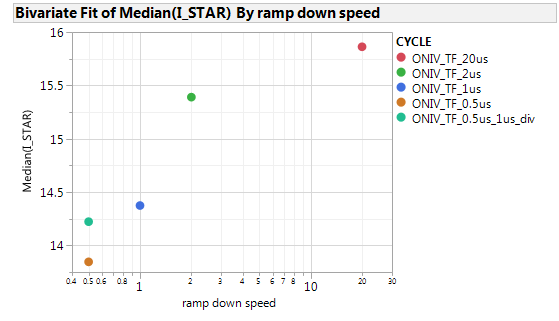 Bivariate Fit of Median(I_STAR) By ramp down speed
16
15.5
15
14.5
14
Median(I_STAR)
0.4 0.5 0.6 0.8 1 2 3 4 5 6 7 8 10 20 30
ramp down speed
CYCLE
ONIV_TF_20us
ONIV_TF_2us
ONIV_TF_1us
ONIV_TF_0.5us
ONIV_TF_0.5us_1us_div